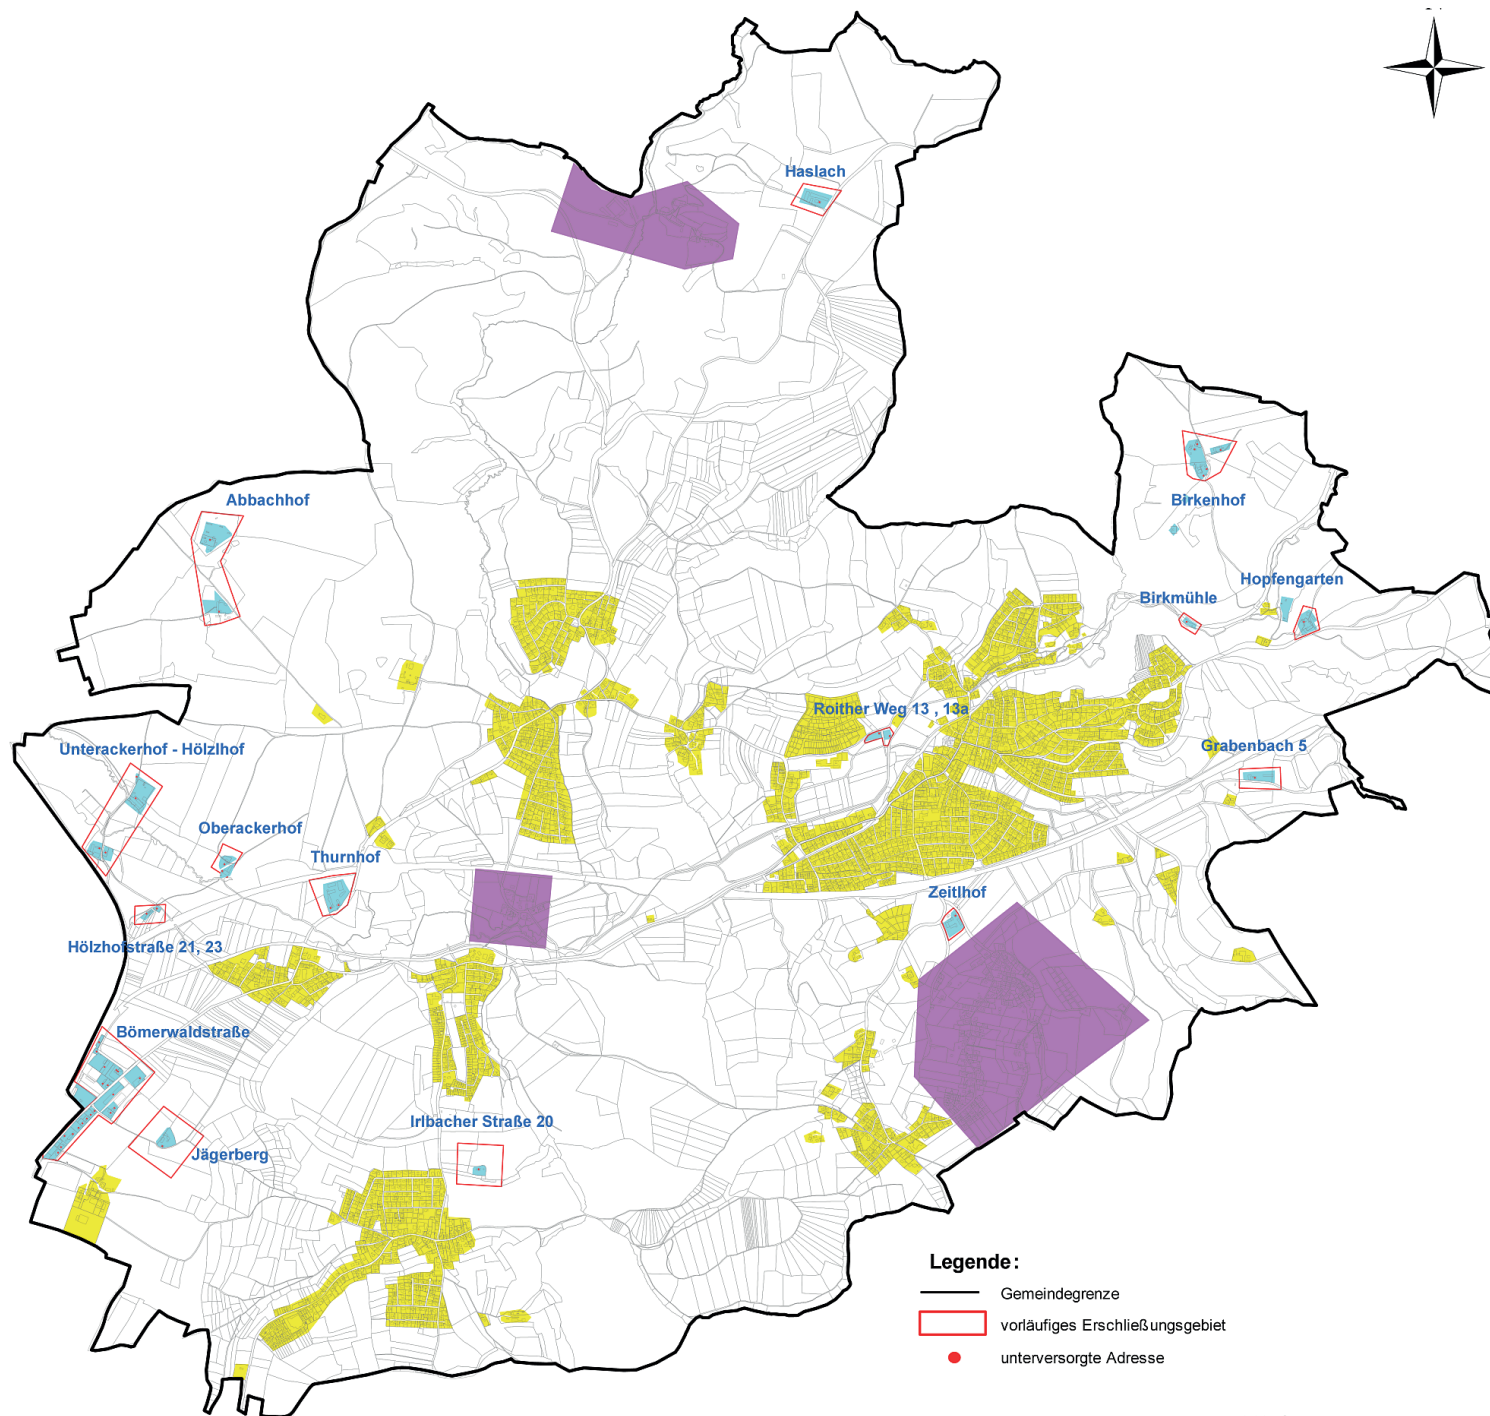 Haslach
Abbachhof
Birkenhof
Hopfengarten
Birkmühle
Roither Weg 13 , 13a
Unterackerhof - Hölzlhof
Grabenbach 5
Oberackerhof
Thurnhof
Zeitlhof
Hölzhofstraße 21, 23
Bömerwaldstraße
Irlbacher Straße 20
Jägerberg
Legende:
Gemeindegrenze
vorläufiges Erschließungsgebiet
unterversorgte Adresse